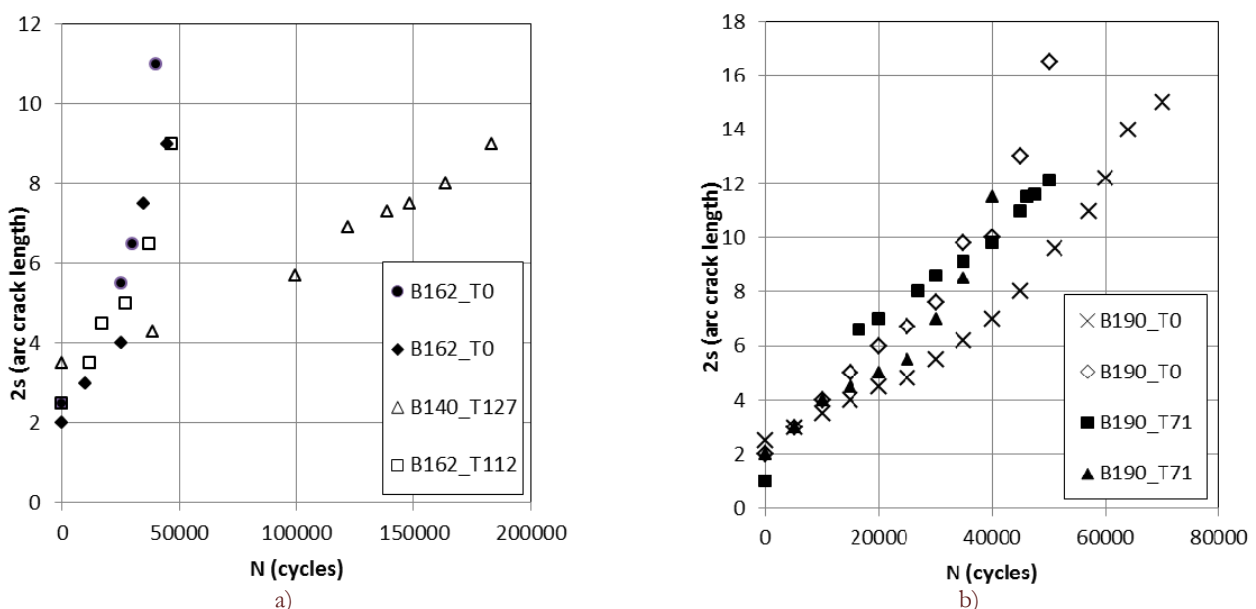 12
10
8
6
4
2
0
2s (arc crack length)
0 50000 100000 150000 200000
N (cycles)
B162_T0
B162_T0
B140_T127
B162_T112
a)
18
16
14
12
10
8
6
4
2
0
2s (arc crack length)
0 20000 40000 60000 80000
N (cycles)
B190_T0
B190_T0
B190_T71
B190_T71
b)